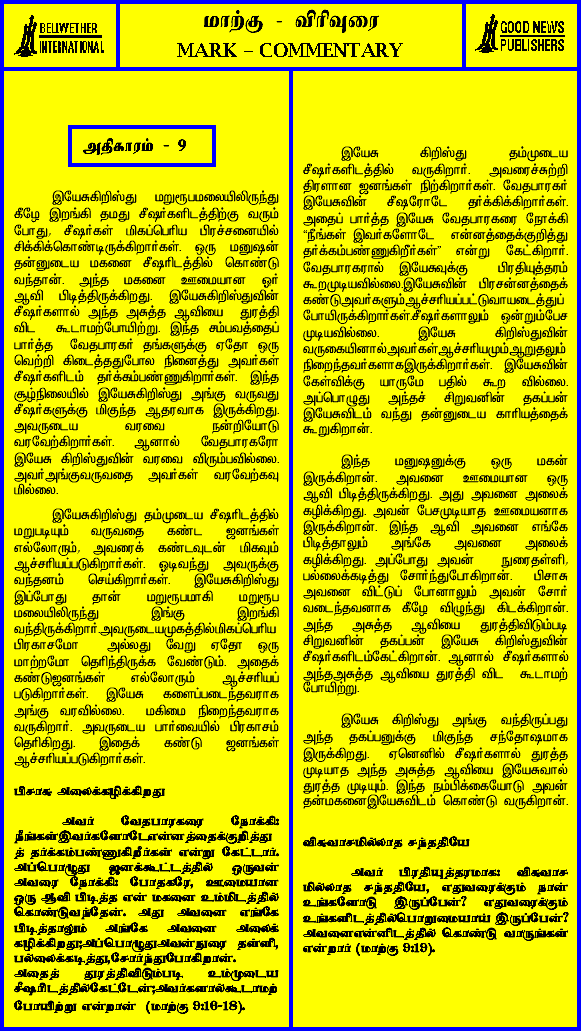 BELWETHER
INTERNATIONAL
மாற்கு - விரிவுரை
MARK – COMMENTARY
GOOD NEWS
PUBLISHERS
அதிகாரம் - 9
இயேசுகிறிஸ்து மறுரூபமலையிலிருந்து
கீழே இறங்கி தமது சீஷர்களிடத்திற்கு வரும்
போது, சீஷர்கள் மிகப்பெரிய பிரச்சனையில்
சிக்கிக்கொண்டிருக்கிறார்கள். ஒரு மனுஷன்
தன்னுடைய மகனை சீஷரிடத்தில் கொண்டு
வந்தான். அந்த மகனை ஊமையான ஓர்
ஆவி பிடித்திருக்கிறது. இயேசுகிறிஸ்துவின்
சீஷர்களால் அந்த அசுத்த ஆவியை துரத்தி
விட கூடாமற்போயிற்று. இந்த சம்பவத்தைப்
பார்த்த வேதபாரகர் தங்களுக்கு ஏதோ ஒரு
வெற்றி கிடைத்ததுபோல நினைத்து அவர்கள்
சீஷர்களிடம் தர்க்கம்பண்ணுகிறார்கள். இந்த
சூழ்நிலையில் இயேசுகிறிஸ்து அங்கு வருவது
சீஷர்களுக்கு மிகுந்த ஆதரவாக இருக்கிறது.
அவருடைய வரவை நன்றியோடு
வரவேற்கிறார்கள். ஆனால் வேதபாரகரோ
இயேசு கிறிஸ்துவின் வரவை விரும்பவில்லை.
அவர்அங்குவருவதை அவர்கள் வரவேற்கவு
மில்லை.
இயேசுகிறிஸ்து தம்முடைய சீஷரிடத்தில்
மறுபடியும் வருவதை கண்ட ஜனங்கள்
எல்லோரும், அவரைக் கண்டவுடன் மிகவும்
ஆச்சரியப்படுகிறார்கள். ஓடிவந்து அவருக்கு
வந்தனம் செய்கிறார்கள். இயேசுகிறிஸ்து
இப்போது தான் மறுரூபமாகி மறுரூப
மலையிலிருந்து இங்கு இறங்கி
வந்திருக்கிறார்.அவருடையமுகத்தில்மிகப்பெரிய
பிரகாசமோ அல்லது வேறு ஏதோ ஒரு
மாற்றமோ தெரிந்திருக்க வேண்டும். அதைக்
கண்டுஜனங்கள் எல்லோரும் ஆச்சரியப்
படுகிறார்கள். இயேசு களைப்படைந்தவராக
அங்கு வரவில்லை. மகிமை நிறைந்தவராக
வருகிறார். அவருடைய பார்வையில் பிரகாசம்
தெரிகிறது. இதைக் கண்டு ஜனங்கள்
ஆச்சரியப்படுகிறார்கள்.
பிசாசு அலைக்கழிக்கிறது
அவர் வேதபாரகரை நோக்கி:
நீங்கள்இவர்களோடேஎன்னத்தைக்குறித்து
த் தர்க்கம்பண்ணுகிறீர்கள் என்று கேட்டார்.
அப்பொழுது ஜனக்கூட்டத்தில் ஒருவன்
அவரை நோக்கி: போதகரே, ஊமையான
ஒரு ஆவி பிடித்த என் மகனை உம்மிடத்தில்
கொண்டுவந்தேன். அது அவனை எங்கே
பிடித்தாலும் அங்கே அவனை அலைக்
கழிக்கிறது;அப்பொழுதுஅவன்நுரை தள்ளி,
பல்லைக்கடித்து,சோர்ந்துபோகிறான்.
அதைத் துரத்திவிடும்படி உம்முடைய
சீஷரிடத்தில்கேட்டேன்;அவர்களால்கூடாமற்
போயிற்று என்றான் (மாற்கு 9:16-18).
இயேசு கிறிஸ்து தம்முடைய
சீஷர்களிடத்தில் வருகிறார். அவரைச்சுற்றி
திரளான ஜனங்கள் நிற்கிறார்கள். வேதபாரகர்
இயேசுவின் சீஷரோடே தர்க்கிக்கிறார்கள்.
அதைப் பார்த்த இயேசு வேதபாரகரை நோக்கி
"நீங்கள் இவர்களோடே என்னத்தைக்குறித்து
தர்க்கம்பண்ணுகிறீர்கள்" என்று கேட்கிறார்.
வேதபாரகரால் இயேசுவுக்கு பிரதியுத்தரம்
கூறமுடியவில்லை.இயேசுவின் பிரசன்னத்தைக்
கண்டுஅவர்களும்ஆச்சரியப்பட்டுவாயடைத்துப்
போயிருக்கிறார்கள்.சீஷர்களாலும் ஒன்றும்பேச
முடியவில்லை. இயேசு கிறிஸ்துவின்
வருகையினால்அவர்கள்ஆச்சரியமும்ஆறுதலும்
நிறைந்தவர்களாகஇருக்கிறார்கள். இயேசுவின்
கேள்விக்கு யாருமே பதில் கூற வில்லை.
அப்பொழுது அந்தச் சிறுவனின் தகப்பன்
இயேசுவிடம் வந்து தன்னுடைய காரியத்தைக்
கூறுகிறான்.
இந்த மனுஷனுக்கு ஒரு மகன்
இருக்கிறான். அவனை ஊமையான ஒரு
ஆவி பிடித்திருக்கிறது. அது அவனை அலைக்
கழிக்கிறது. அவன் பேசமுடியாத ஊமையனாக
இருக்கிறான். இந்த ஆவி அவனை எங்கே
பிடித்தாலும் அங்கே அவனை அலைக்
கழிக்கிறது. அப்போது அவன் நுரைதள்ளி,
பல்லைக்கடித்து சோர்ந்துபோகிறான். பிசாசு
அவனை விட்டுப் போனாலும் அவன் சோர்
வடைந்தவனாக கீழே விழுந்து கிடக்கிறான்.
அந்த அசுத்த ஆவியை துரத்திவிடும்படி
சிறுவனின் தகப்பன் இயேசு கிறிஸ்துவின்
சீஷர்களிடம்கேட்கிறான். ஆனால் சீஷர்களால்
அந்தஅசுத்த ஆவியை துரத்தி விட கூடாமற்
போயிற்று.
இயேசு கிறிஸ்து அங்கு வந்திருப்பது
அந்த தகப்பனுக்கு மிகுந்த சந்தோஷமாக
இருக்கிறது. ஏனெனில் சீஷர்களால் துரத்த
முடியாத அந்த அசுத்த ஆவியை இயேசுவால்
துரத்த முடியும். இந்த நம்பிக்கையோடு அவன்
தன்மகனைஇயேசுவிடம் கொண்டு வருகிறான்.
விசுவாசமில்லாத சந்ததியே
அவர் பிரதியுத்தரமாக: விசுவாச
மில்லாத சந்ததியே, எதுவரைக்கும் நான்
உங்களோடு இருப்பேன்? எதுவரைக்கும்
உங்களிடத்தில்பொறுமையாய் இருப்பேன்?
அவனைஎன்னிடத்தில் கொண்டு வாருங்கள்
என்றார் (மாற்கு 9:19).